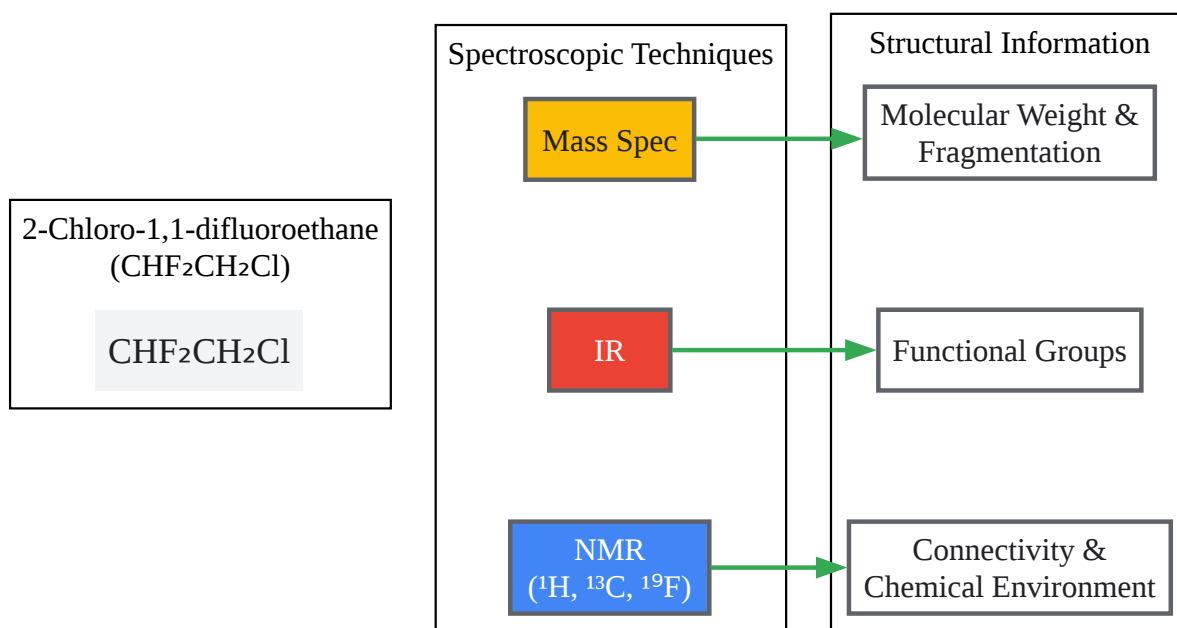 2-Chloro-1,1-difluoroethane
(CHF₂CH₂Cl)
CHF₂CH₂Cl
Spectroscopic Techniques
Mass Spec
IR
NMR
(¹H, ¹³C, ¹⁹F)
Structural Information
Molecular Weight &
Fragmentation
Functional Groups
Connectivity &
Chemical Environment